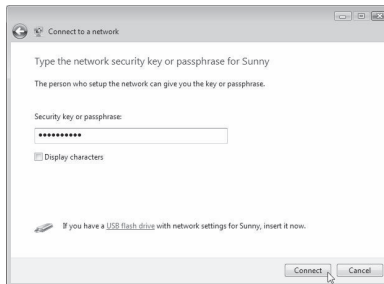 Connect to a network
Type the network security key or passphrase for Sunny
The person who setup the network can give you the key or passphrase.
Security key or passphrase:
••••••••••
Display characters
If you have a USB flash drive with network settings for Sunny, insert it now.
Connect Cancel